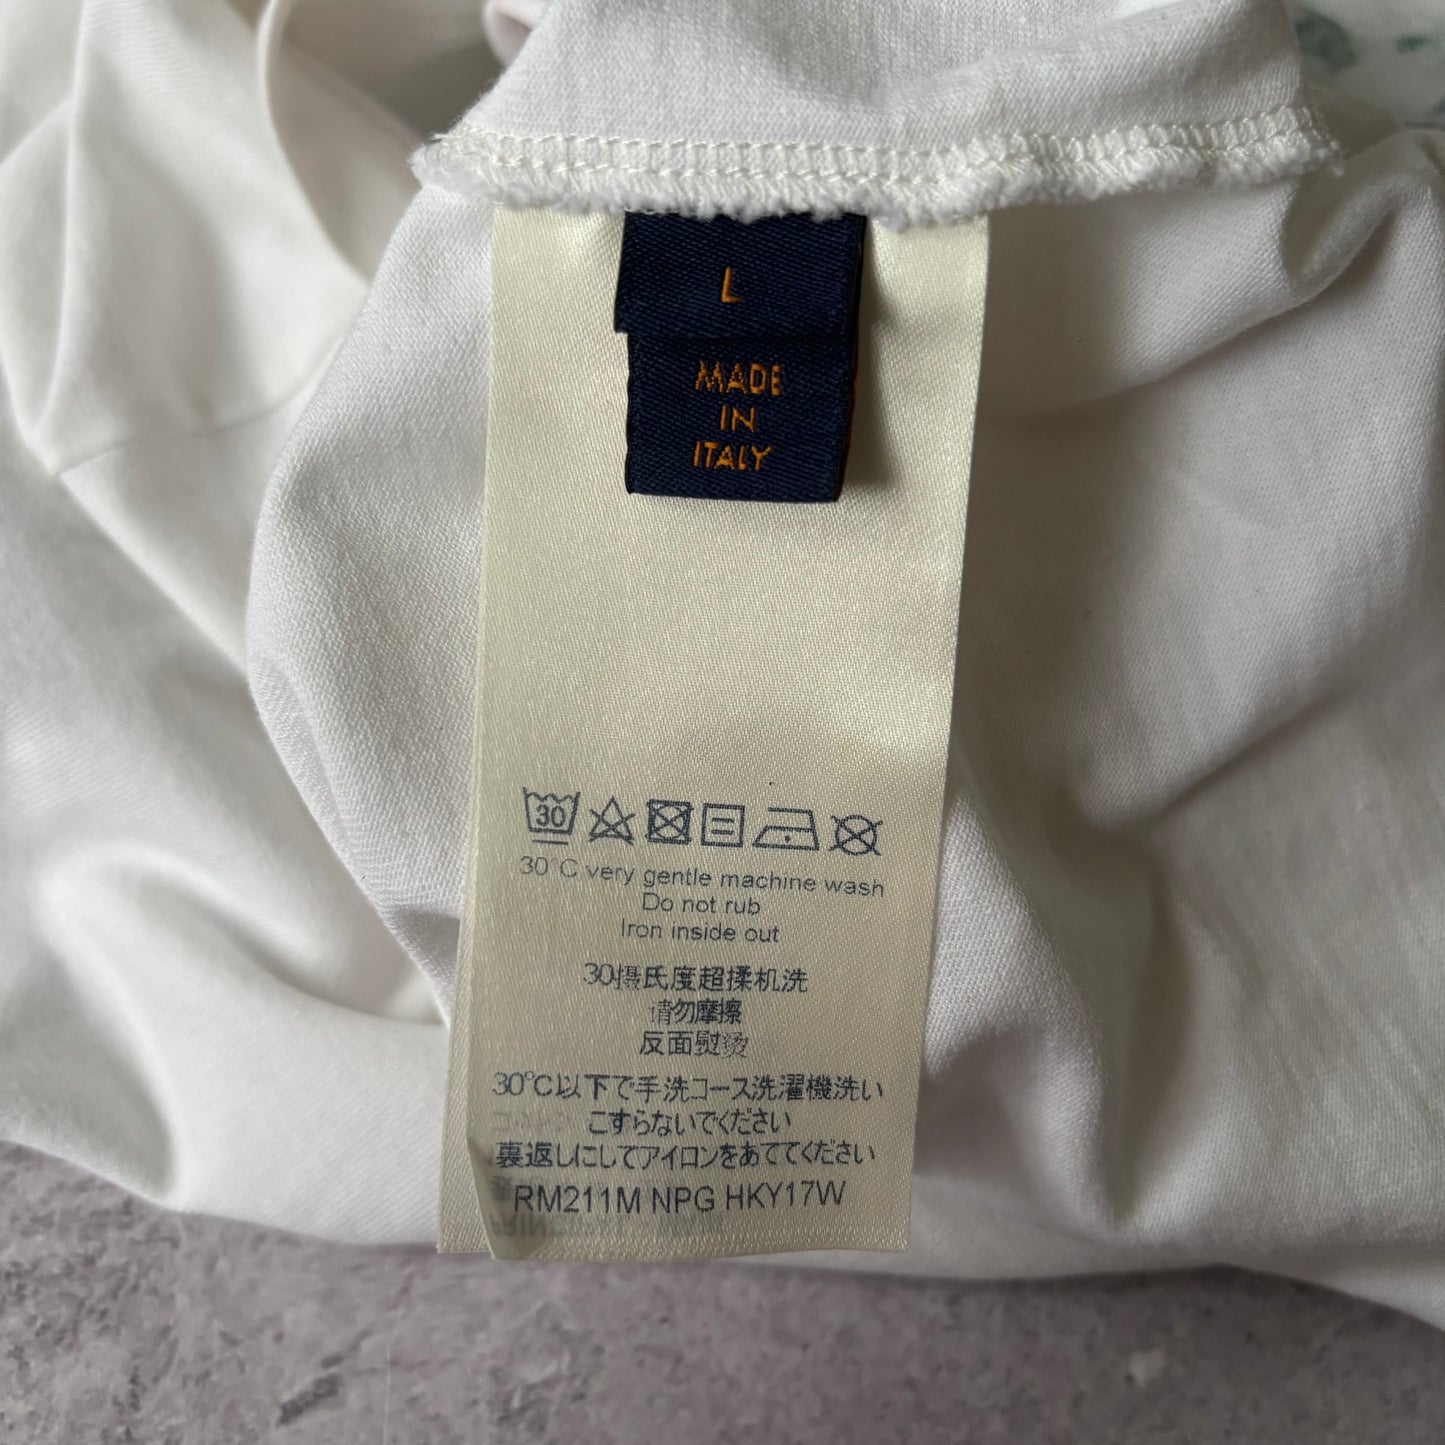 L
MADE
IN
ITALY
30
30°C very gentle machine wash
Do not rub
Iron inside out
30摄氏度超揉机洗
请勿摩擦
反面熨烫
30°C以下で手洗コース洗濯機洗い
こすらないでください
裏返しにしてアイロンをあててください
RM211M NPG HKY17W